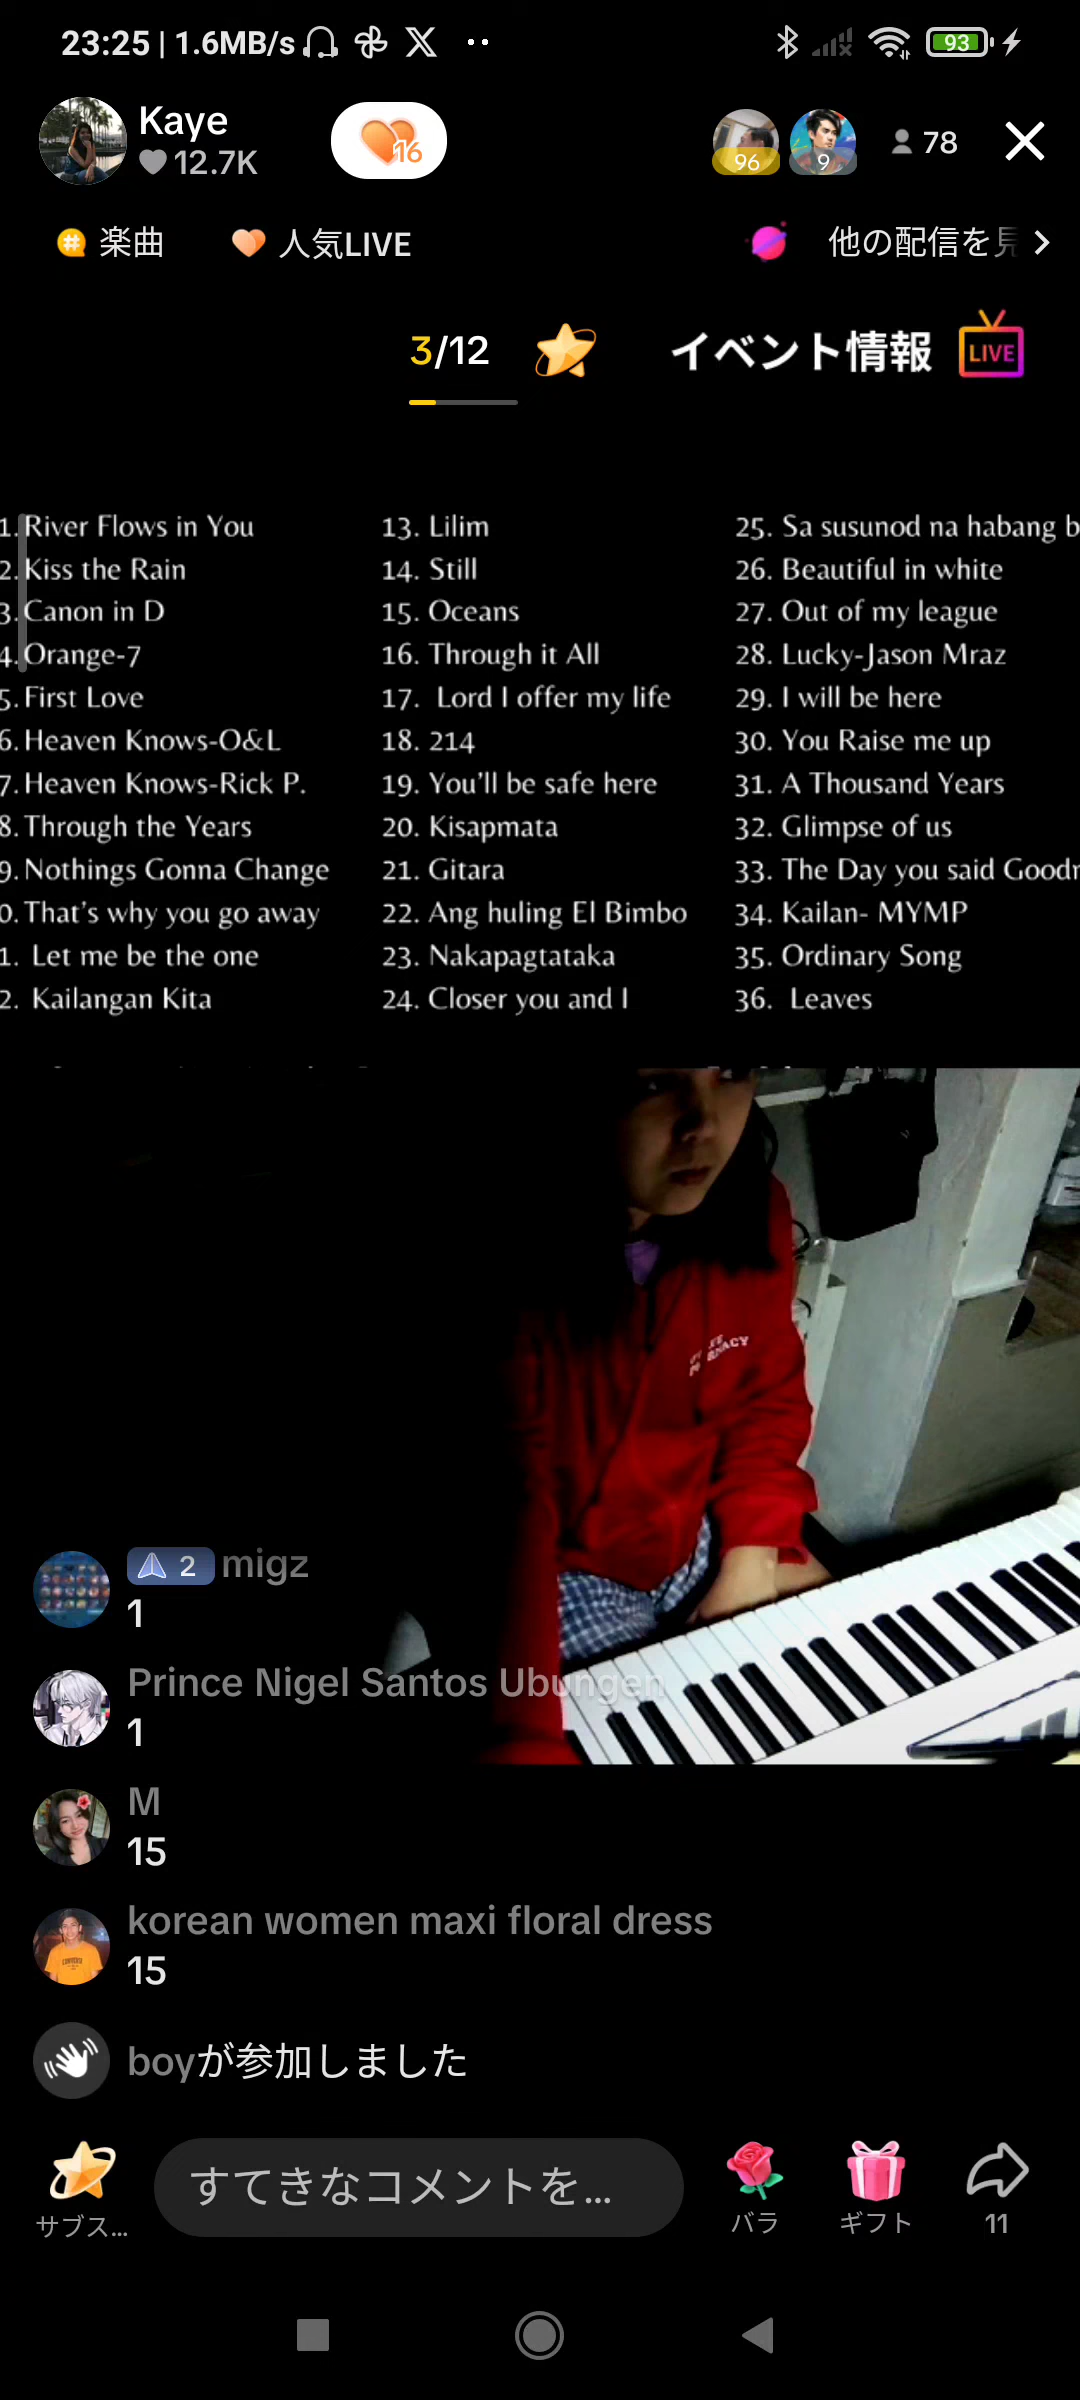 23:25 | 1.6MB/s
93
Kaye
12.7K
16
96
9
78
楽曲
人気LIVE
他の配信を見
3/12
イベント情報
LIVE
1. River Flows in You
2. Kiss the Rain
3. Canon in D
4. Orange-7
5. First Love
6. Heaven Knows-O&L
7. Heaven Knows-Rick P.
8. Through the Years
9. Nothings Gonna Change
0. That's why you go away
1. Let me be the one
2. Kailangan Kita
13. Lilim
14. Still
15. Oceans
16. Through it All
17. Lord I offer my life
18. 214
19. You'll be safe here
20. Kisapmata
21. Gitara
22. Ang huling El Bimbo
23. Nakapagtataka
24. Closer you and I
25. Sa susunod na habang b
26. Beautiful in white
27. Out of my league
28. Lucky-Jason Mraz
29. I will be here
30. You Raise me up
31. A Thousand Years
32. Glimpse of us
33. The Day you said Good
34. Kailan- MYMP
35. Ordinary Song
36. Leaves
2 migz
1
Prince Nigel Santos Ubungen
1
M
15
korean women maxi floral dress
15
boyが参加しました
サブス...
すてきなコメントを...
バラ
ギフト
11